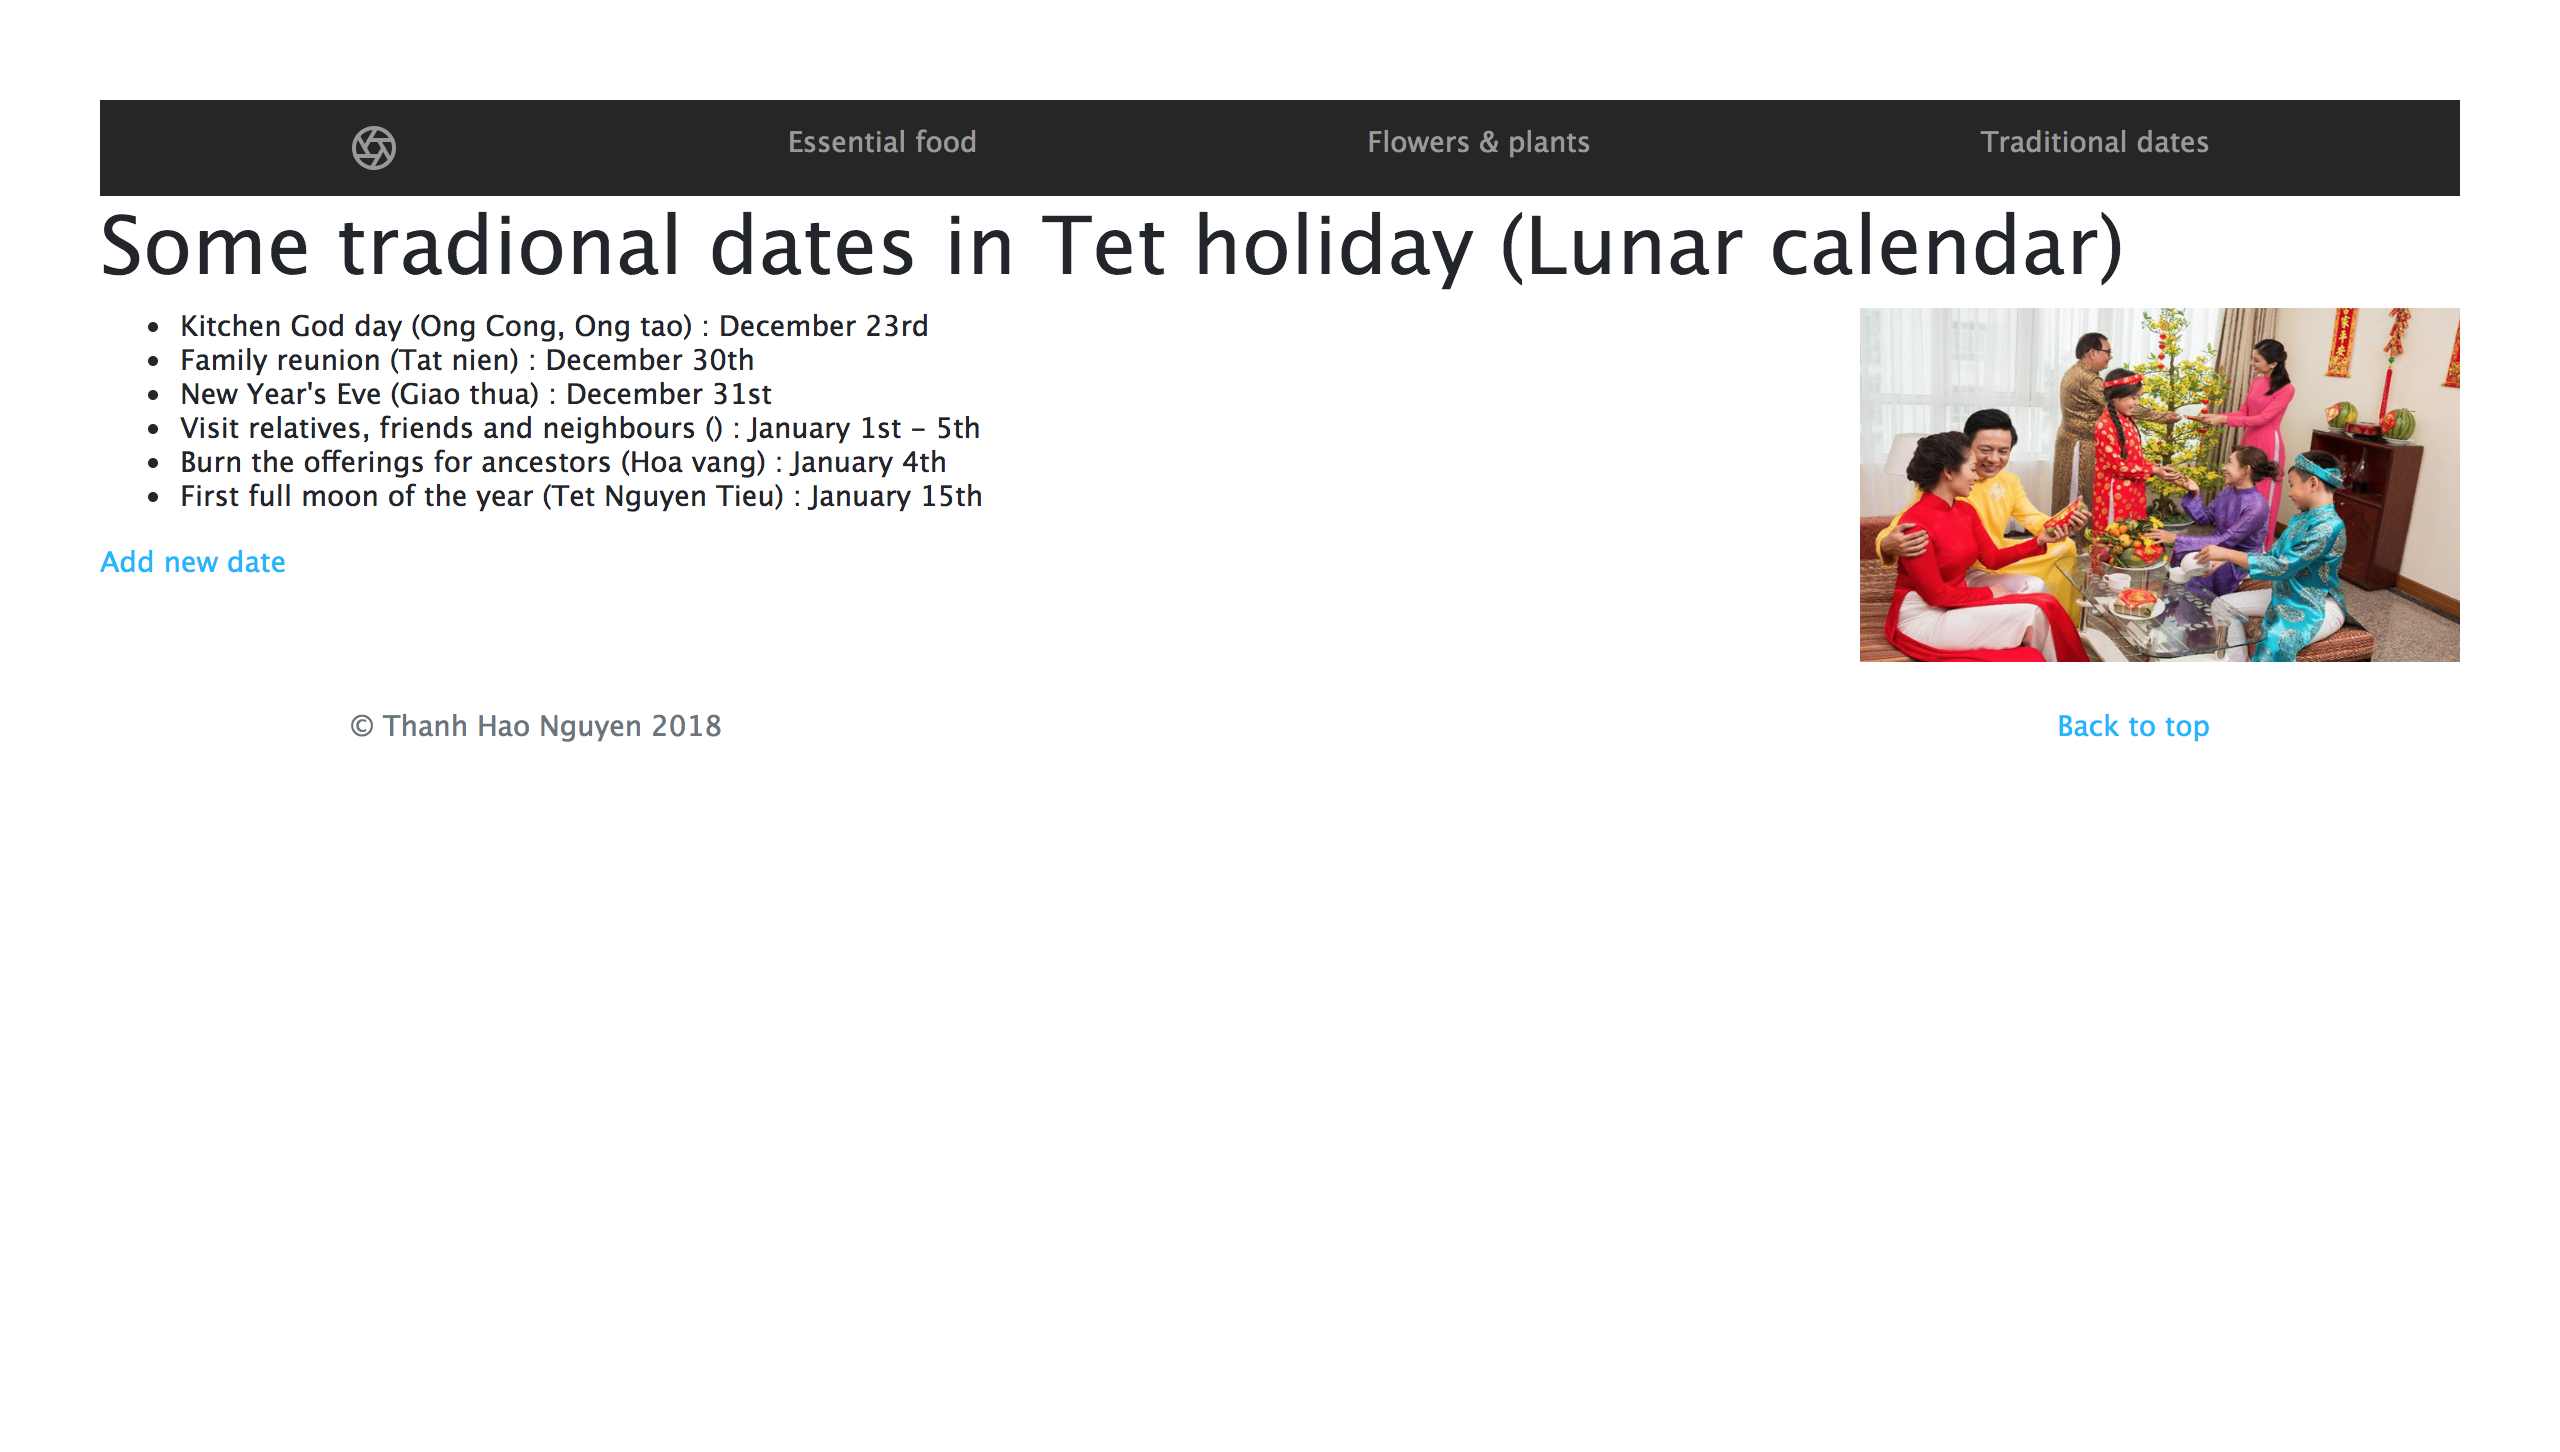 Essential food
Flowers & plants
Traditional dates
Some tradional dates in Tet holiday (Lunar calendar)
Kitchen God day (Ong Cong, Ong tao) : December 23rd
Family reunion (Tat nien) : December 30th
New Year's Eve (Giao thua) : December 31st
Visit relatives, friends and neighbours () : January 1st - 5th
Burn the offerings for ancestors (Hoa vang) : January 4th
First full moon of the year (Tet Nguyen Tieu) : January 15th
Add new date
© Thanh Hao Nguyen 2018
Back to top